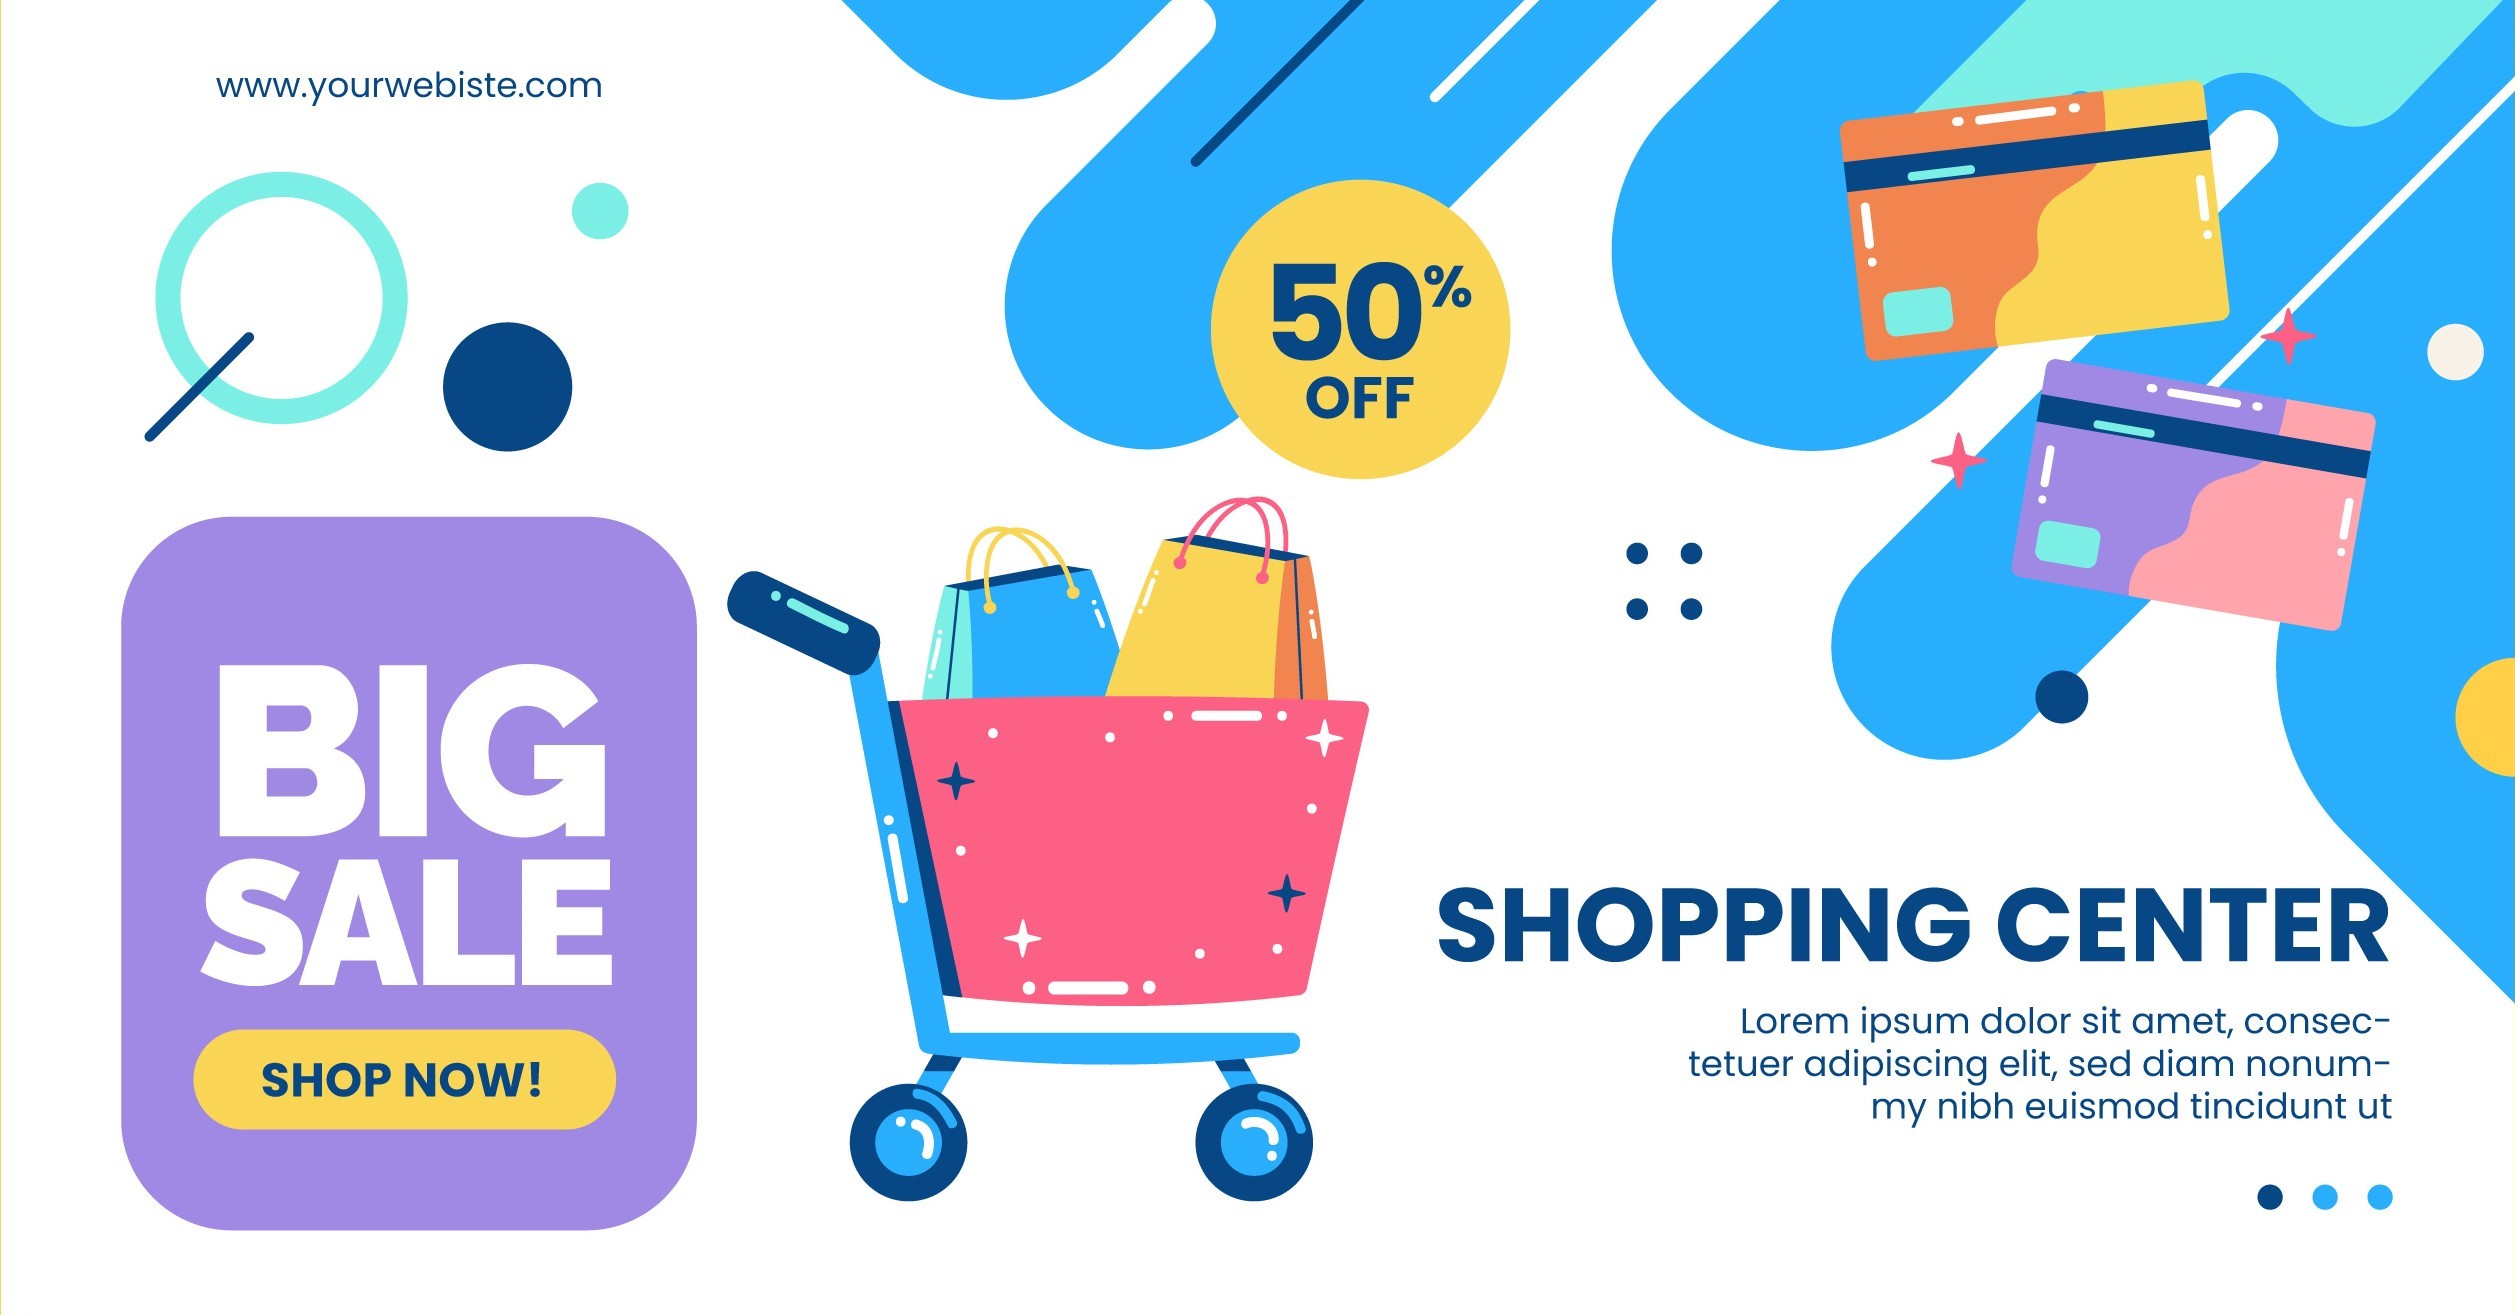 www.yourwebiste.com
50%
OFF
BIG
SALE
SHOP NOW!
SHOPPING CENTER
Lorem ipsum dolor sit amet, consec-
tetuer adipiscing elit, sed diam nonum-
my nibh euismod tincidunt ut